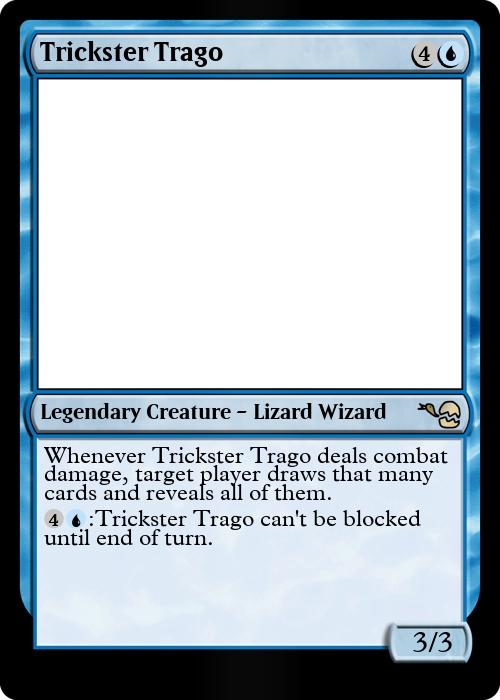 Trickster Trago 4
Legendary Creature – Lizard Wizard
Whenever Trickster Trago deals combat
damage, target player draws that many
cards and reveals all of them.
4 :Trickster Trago can't be blocked
until end of turn.
3/3